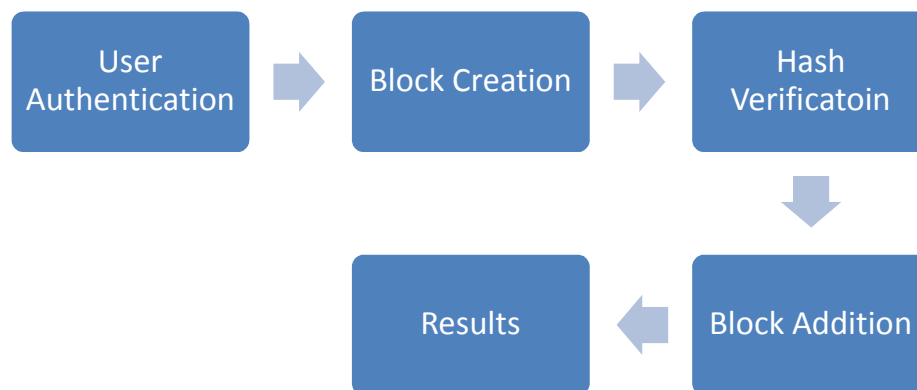 User
Authentication
Block Creation
Hash
Verificatoin
Block Addition
Results